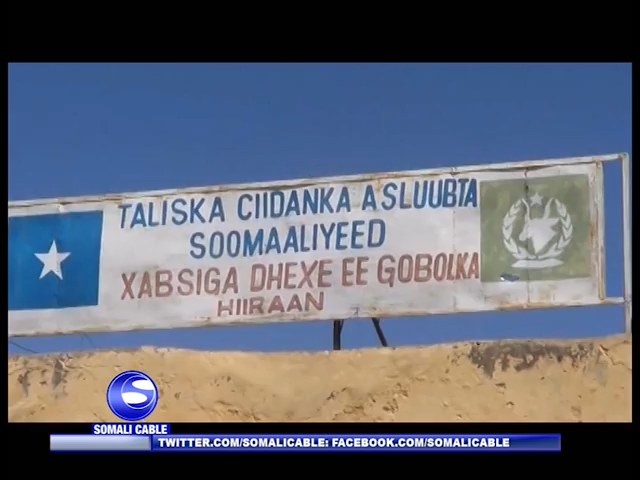 TALISKA CIIDANKA ASLUUBTA
SOOMAALIYEED
XABSIGA DHEXE EE GOBOLKA
HIIRAAN
S
SOMALI CABLE
TWITTER.COM/SOMALICABLE: FACEBOOK.COM/SOMALICABLE